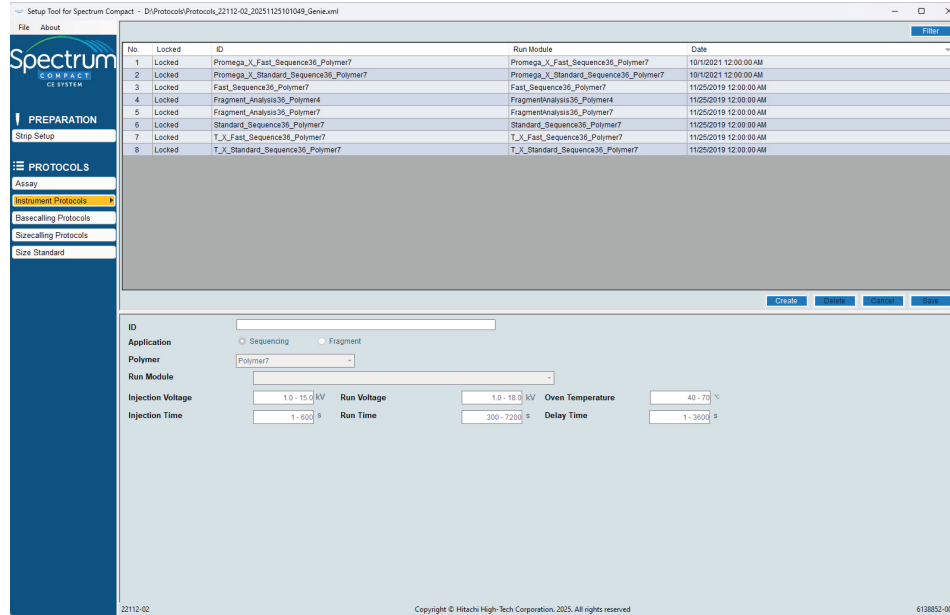 Setup Tool for Spectrum Compact - D:\Protocols\Protocols_22112-02_20251125101049_Genie.xml
File About
Filter
Spectrum
COMPACT
CE SYSTEM
PREPARATION
Strip Setup
PROTOCOLS
Assay
Instrument Protocols
Basecalling Protocols
Sizecalling Protocols
Size Standard
No. Locked ID Run Module Date
1 Locked Promega_X_Fast_Sequence36_Polymer7 Promega_X_Fast_Sequence36_Polymer7 10/1/2021 12:00:00 AM
2 Locked Promega_X_Standard_Sequence36_Polymer7 Promega_X_Standard_Sequence36_Polymer7 10/1/2021 12:00:00 AM
3 Locked Fast_Sequence36_Polymer7 Fast_Sequence36_Polymer7 11/25/2019 12:00:00 AM
4 Locked Fragment_Analysis36_Polymer4 FragmentAnalysis36_Polymer4 11/25/2019 12:00:00 AM
5 Locked Fragment_Analysis36_Polymer7 FragmentAnalysis36_Polymer7 11/25/2019 12:00:00 AM
6 Locked Standard_Sequence36_Polymer7 Standard_Sequence36_Polymer7 11/25/2019 12:00:00 AM
7 Locked T_X_Fast_Sequence36_Polymer7 T_X_Fast_Sequence36_Polymer7 11/25/2019 12:00:00 AM
8 Locked T_X_Standard_Sequence36_Polymer7 T_X_Standard_Sequence36_Polymer7 11/25/2019 12:00:00 AM
Create Delete Cancel Save
ID
Application Sequencing Fragment
Polymer Polymer7
Run Module
Injection Voltage 1.0 - 15.0 kV Run Voltage 1.0 - 18.0 kV Oven Temperature 40 - 70 ℃
Injection Time 1 - 600 s Run Time 300 - 7200 s Delay Time 1 - 3600 s
22112-02 Copyright © Hitachi High-Tech Corporation. 2025. All rights reserved